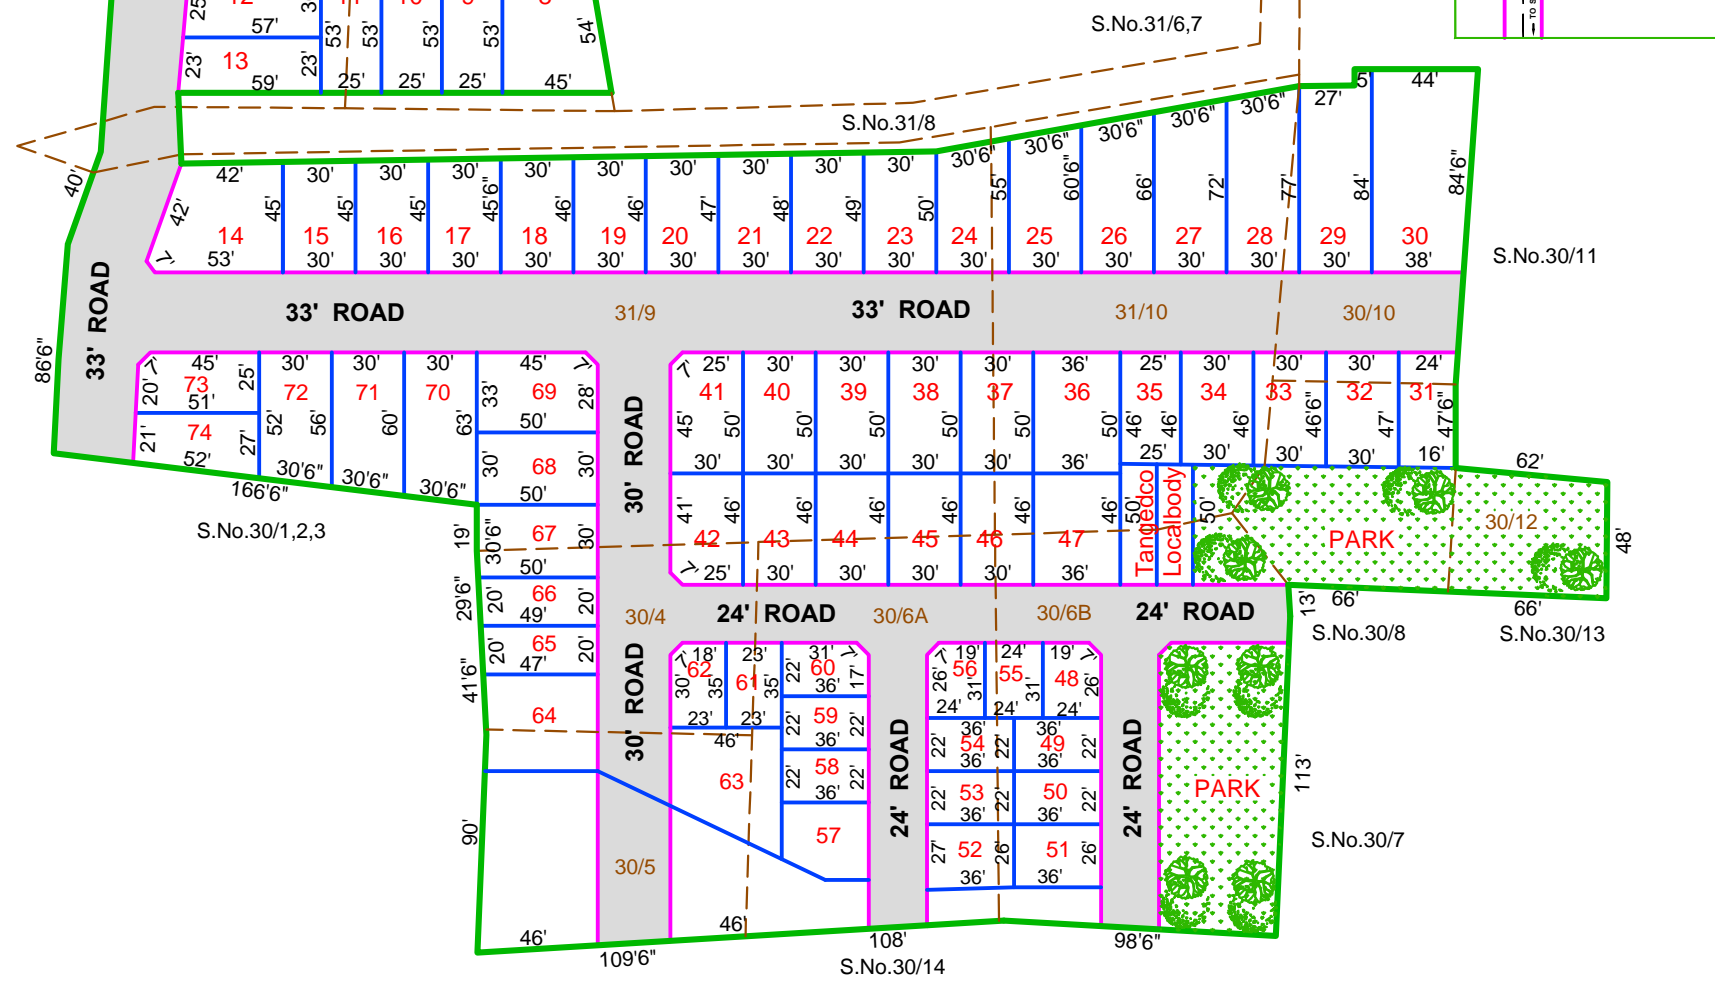 S.No.31/6,7
25' 12 57' 3 11 10 9 8
53' 53' 53' 53' 54'
23' 13 59' 23' 25' 25' 25' 45'
TO S
S.No.31/8
5' 44'
27'
30'6" 30'6" 30'6" 30'6" 30'6"
40'
42' 30' 30' 30' 30' 30' 30' 30' 30' 30'
42' 45' 45' 45' 45'6" 46' 46' 47' 48' 49' 50' 55' 60'6" 66' 72' 77' 84' 84'6"
14 15 16 17 18 19 20 21 22 23 24 25 26 27 28 29 30
7' 53' 30' 30' 30' 30' 30' 30' 30' 30' 30' 30' 30' 30' 30' 30' 30' 38'
S.No.30/11
33' ROAD
33' ROAD 31/9 33' ROAD 31/10 30/10
86'6"
7' 45' 30' 30' 30' 45' 7' 7' 25' 30' 30' 30' 30' 36' 25' 30' 30' 30' 24'
20' 73 25' 72 71 70 33' 69 28' 41 40 39 38 37 36 35 34 33 32 31
51'
21' 74 27' 52' 56' 60' 63' 50' 45' 50' 50' 50' 50' 50' 46' 46' 46' 46'6" 47' 47'6"
52' 30'6" 30'6" 30'6"
166'6"
30' ROAD
30' 68 30' 30' 30' 30' 30' 30' 36' 25' 30' 30' 30' 16'
50'
62'
S.No.30/1,2,3
19' 30'6" 67 30'
50'
41' 46' 46' 46' 46' 46' 50' 50'
42 43 44 45 46 47
Tangedco
Localbody
PARK 30/12 48'
7' 25' 30' 30' 30' 30' 36'
29'6" 20' 66 20'
49'
30/4 24' ROAD 30/6A 30/6B 24' ROAD
13' 66' 66'
S.No.30/8 S.No.30/13
20' 65 20'
47'
41'6"
64
30' ROAD
7' 18' 23' 31' 7' 7' 19' 24' 19' 7'
62 61 22' 60 17' 26' 56 55 48 26'
30' 35' 35' 36' 31' 31'
23' 23' 24' 24' 24'
46' 22' 59 22' 36' 36'
36' 22' 54 22' 49 22'
36' 36'
63 22' 58 22'
36'
24' ROAD
22' 53 22' 50 22'
36' 36'
24' ROAD
PARK 113'
90' 57
27' 52 26' 51 26'
36' 36'
S.No.30/7
30/5
46' 46'
109'6" 108' 98'6"
S.No.30/14